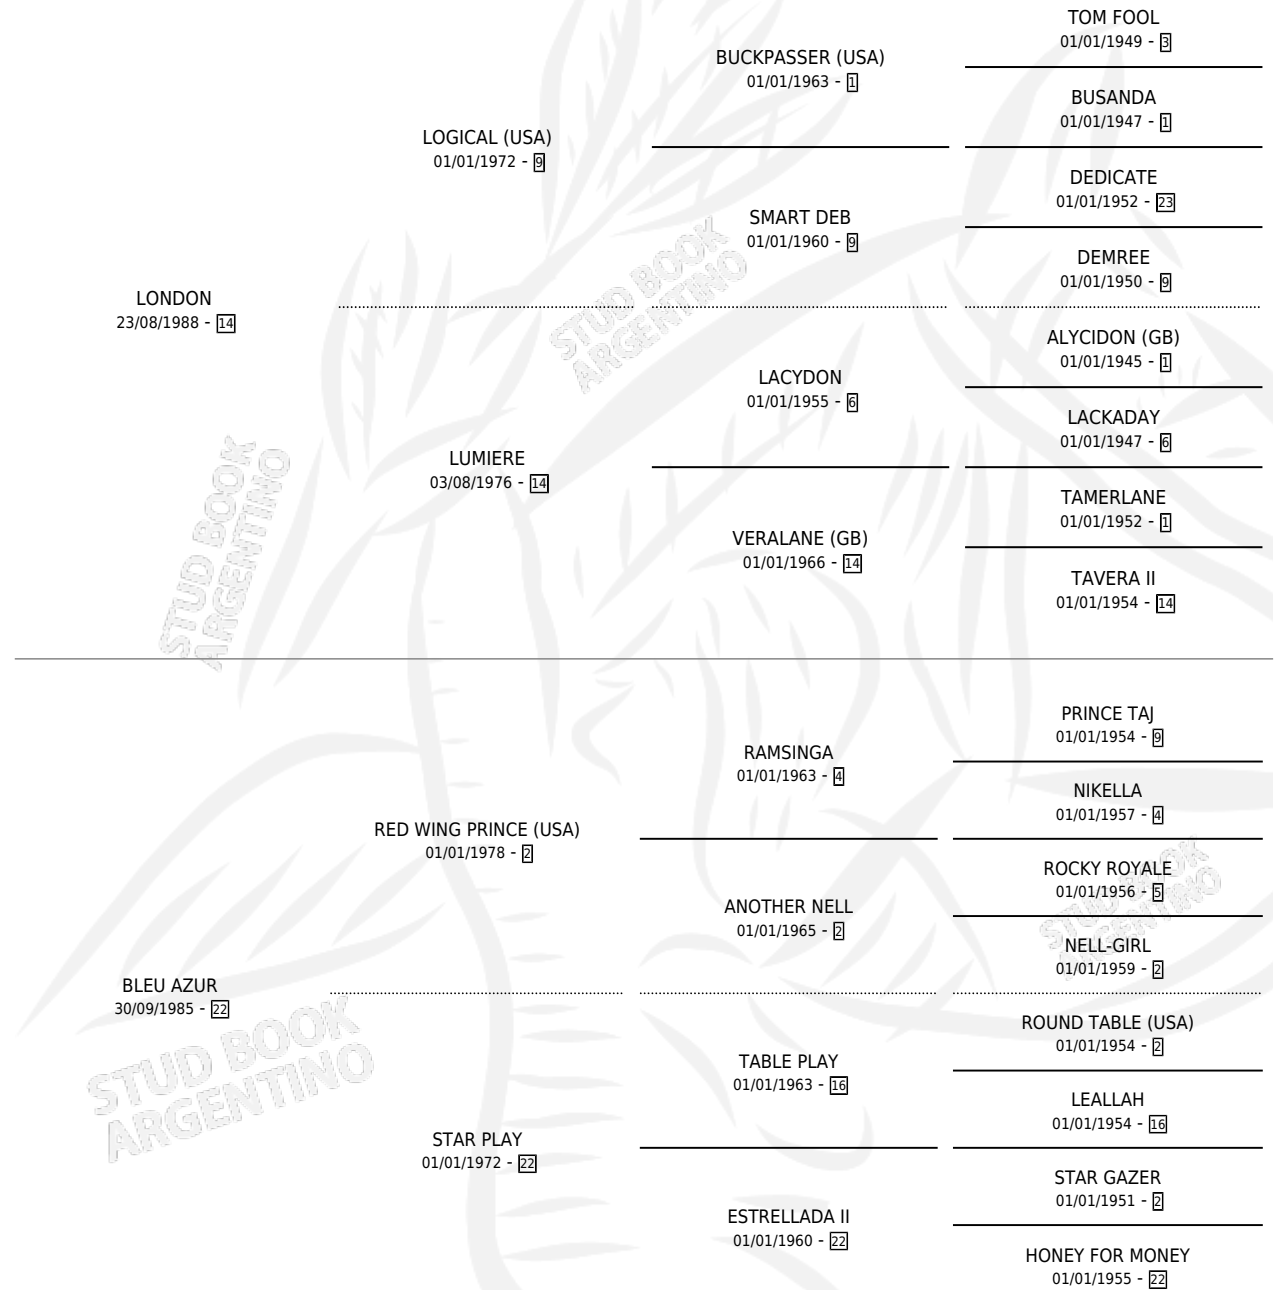 TOM FOOL
01/01/1949 - 3
BUCKPASSER (USA)
01/01/1963 - 1
BUSANDA
01/01/1947 - 1
LOGICAL (USA)
01/01/1972 - 9
DEDICATE
01/01/1952 - 23
SMART DEB
01/01/1960 - 9
DEMREE
01/01/1950 - 9
LONDON
23/08/1988 - 14
ALYCIDON (GB)
01/01/1945 - 1
LACYDON
01/01/1955 - 6
LACKADAY
01/01/1947 - 6
LUMIERE
03/08/1976 - 14
TAMERLANE
01/01/1952 - 1
VERALANE (GB)
01/01/1966 - 14
TAVERA II
01/01/1954 - 14
PRINCE TAJ
01/01/1954 - 9
RAMSINGA
01/01/1963 - 4
NIKELLA
01/01/1957 - 4
RED WING PRINCE (USA)
01/01/1978 - 2
ROCKY ROYALE
01/01/1956 - 5
ANOTHER NELL
01/01/1965 - 2
NELL-GIRL
01/01/1959 - 2
BLEU AZUR
30/09/1985 - 22
ROUND TABLE (USA)
01/01/1954 - 2
TABLE PLAY
01/01/1963 - 16
LEALLAH
01/01/1954 - 16
STAR PLAY
01/01/1972 - 22
STAR GAZER
01/01/1951 - 2
ESTRELLADA II
01/01/1960 - 22
HONEY FOR MONEY
01/01/1955 - 22
STUD BOOK
ARGENTINO
STUD BOOK
ARGENTINO
STUD BOOK
ARGENTINO
STUD BOOK
ARGENTINO